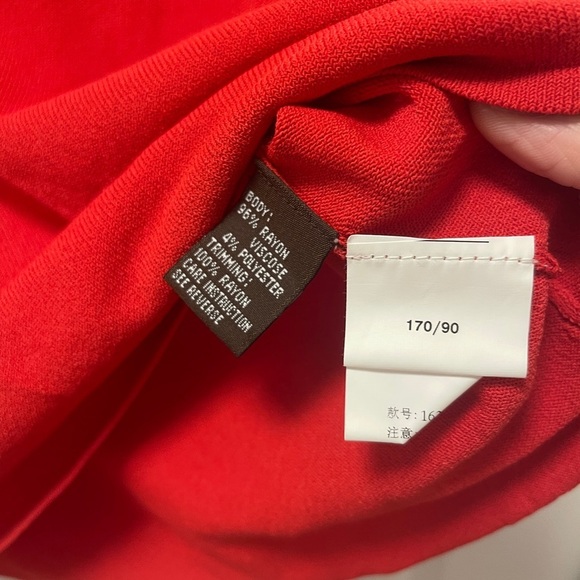 BODY:
96% RAYON
VISCOSE
4% POLYESTER
TRIMMING:
100% RAYON
CARE INSTRUCTION
SEE REVERSE
170/90
款号: 16
注意